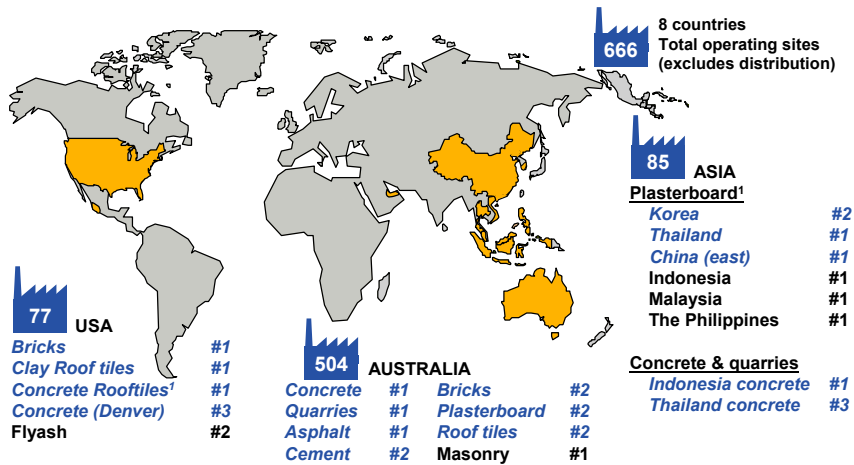 666
8 countries
Total operating sites
(excludes distribution)
85 ASIA
Plasterboard¹
Korea #2
Thailand #1
China (east) #1
Indonesia #1
Malaysia #1
The Philippines #1
Concrete & quarries
Indonesia concrete #1
Thailand concrete #3
77 USA
Bricks #1
Clay Roof tiles #1
Concrete Rooftiles¹ #1
Concrete (Denver) #3
Flyash #2
504 AUSTRALIA
Concrete #1 Bricks #2
Quarries #1 Plasterboard #2
Asphalt #1 Roof tiles #2
Cement #2 Masonry #1